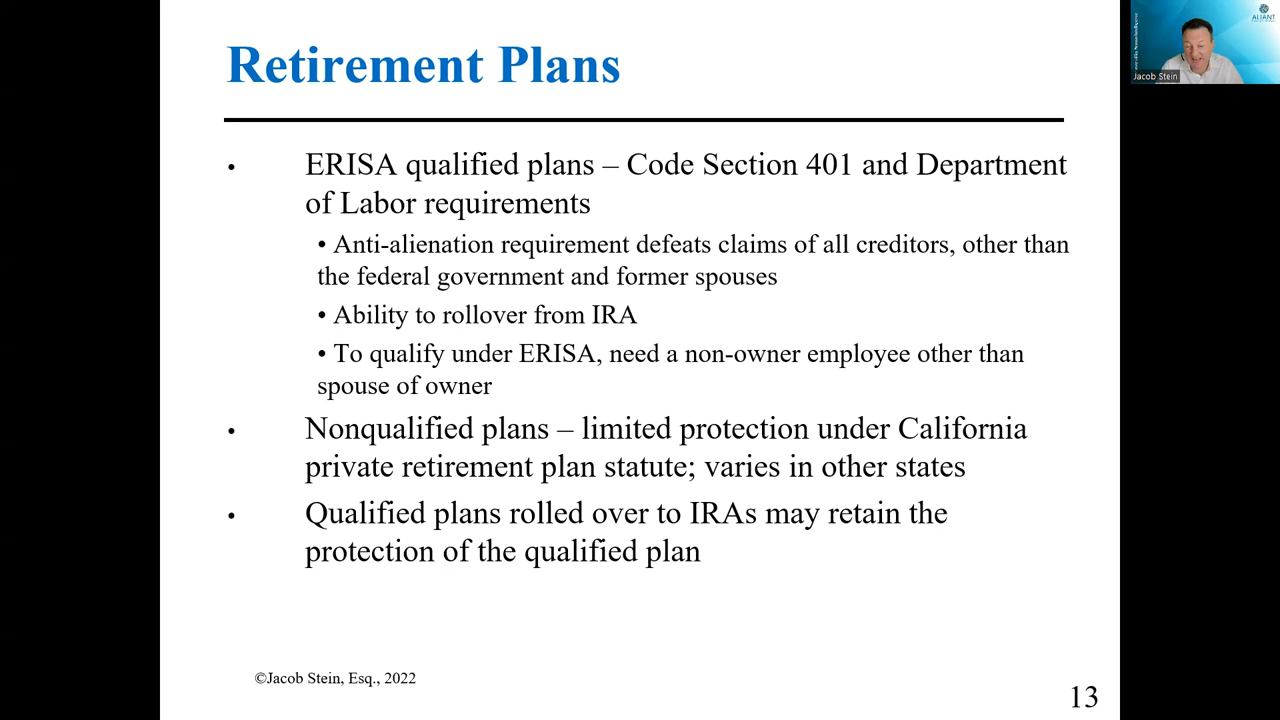 Retirement Plans
• ERISA qualified plans – Code Section 401 and Department
of Labor requirements
• Anti-alienation requirement defeats claims of all creditors, other than
the federal government and former spouses
• Ability to rollover from IRA
• To qualify under ERISA, need a non-owner employee other than
spouse of owner
• Nonqualified plans – limited protection under California
private retirement plan statute; varies in other states
• Qualified plans rolled over to IRAs may retain the
protection of the qualified plan
©Jacob Stein, Esq., 2022
13
ALIANT
Jacob Stein